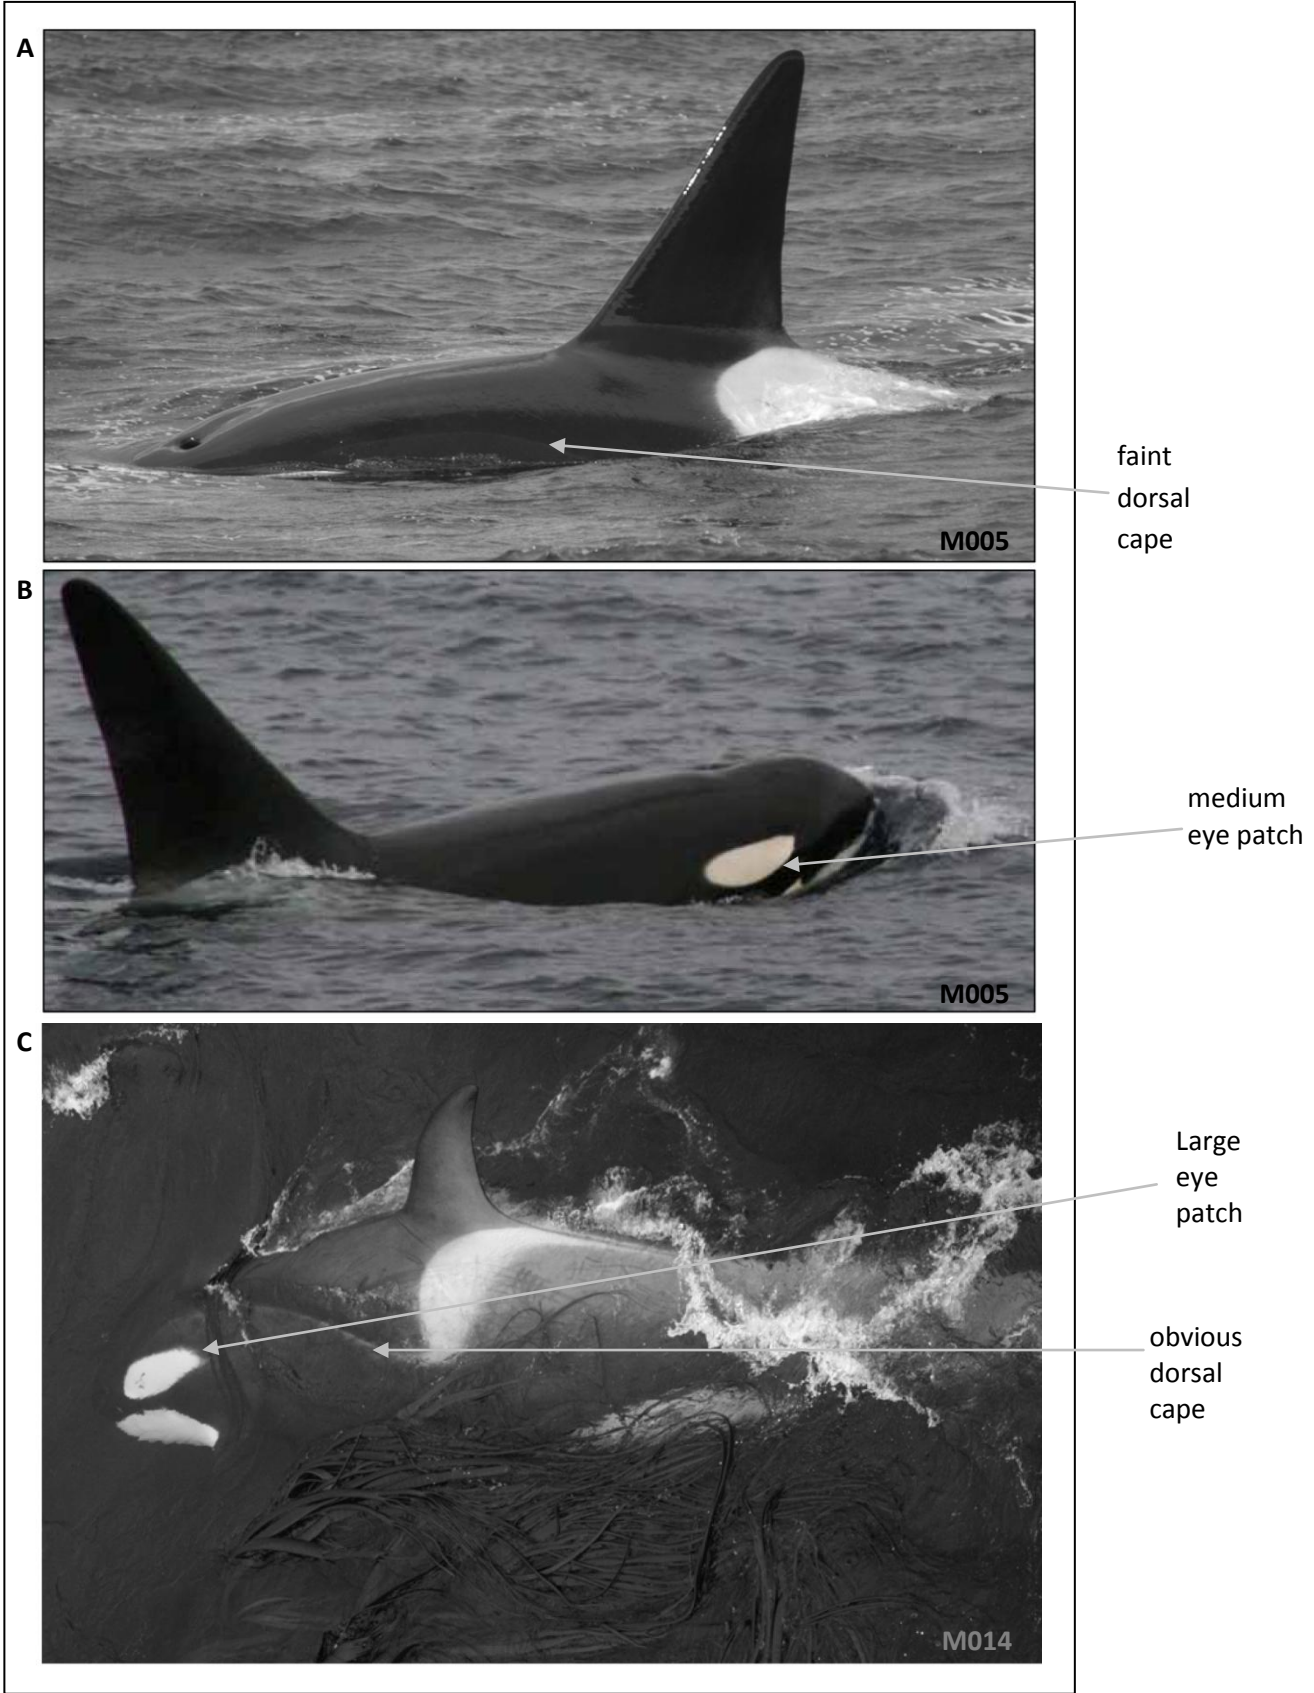 A
faint
dorsal
cape
M005
B
medium
eye patch
M005
C
Large
eye
patch
obvious
dorsal
cape
M014